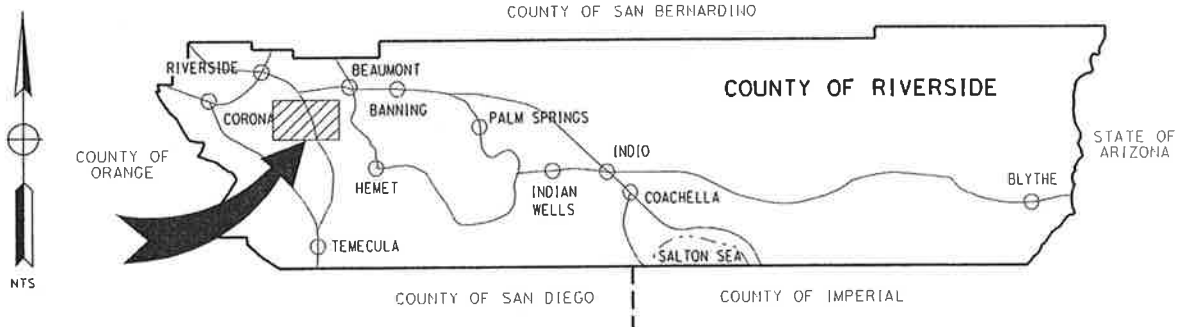 COUNTY OF SAN BERNARDINO
RIVERSIDE
BEAUMONT
COUNTY OF RIVERSIDE
CORONA
BANNING
PALM SPRINGS
STATE OF
ARIZONA
COUNTY OF
ORANGE
INDIO
HEMET
INDIAN
WELLS
COACHELLA
BLYTHE
TEMECULA
SALTON SEA
NTS
COUNTY OF SAN DIEGO
COUNTY OF IMPERIAL